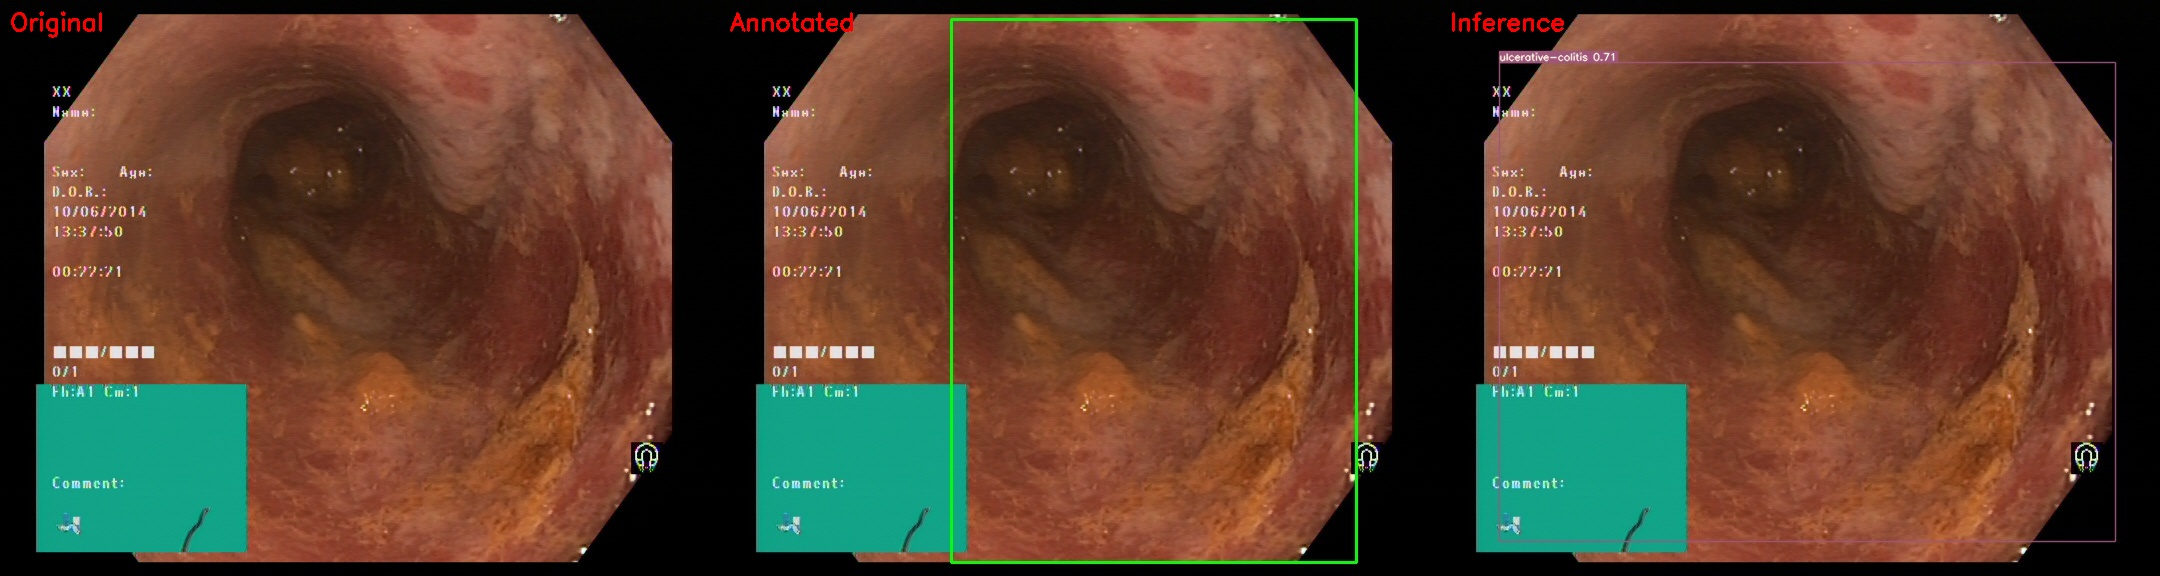 Original
XX
Name:
Sex: Age:
D.O.B.:
10/06/2014
13:37:50
00:22:21
■■■/■■■
0/1
Eh:A1 Cm:1
Comment:
Annotated
XX
Name:
Sex: Age:
D.O.B.:
10/06/2014
13:37:50
00:22:21
■■■/■■■
0/1
Eh:A1 Cm:1
Comment:
Inference
ulcerative-colitis 0.71
XX
Name:
Sex: Age:
D.O.B.:
10/06/2014
13:37:50
00:22:21
■■■/■■■
0/1
Eh:A1 Cm:1
Comment: